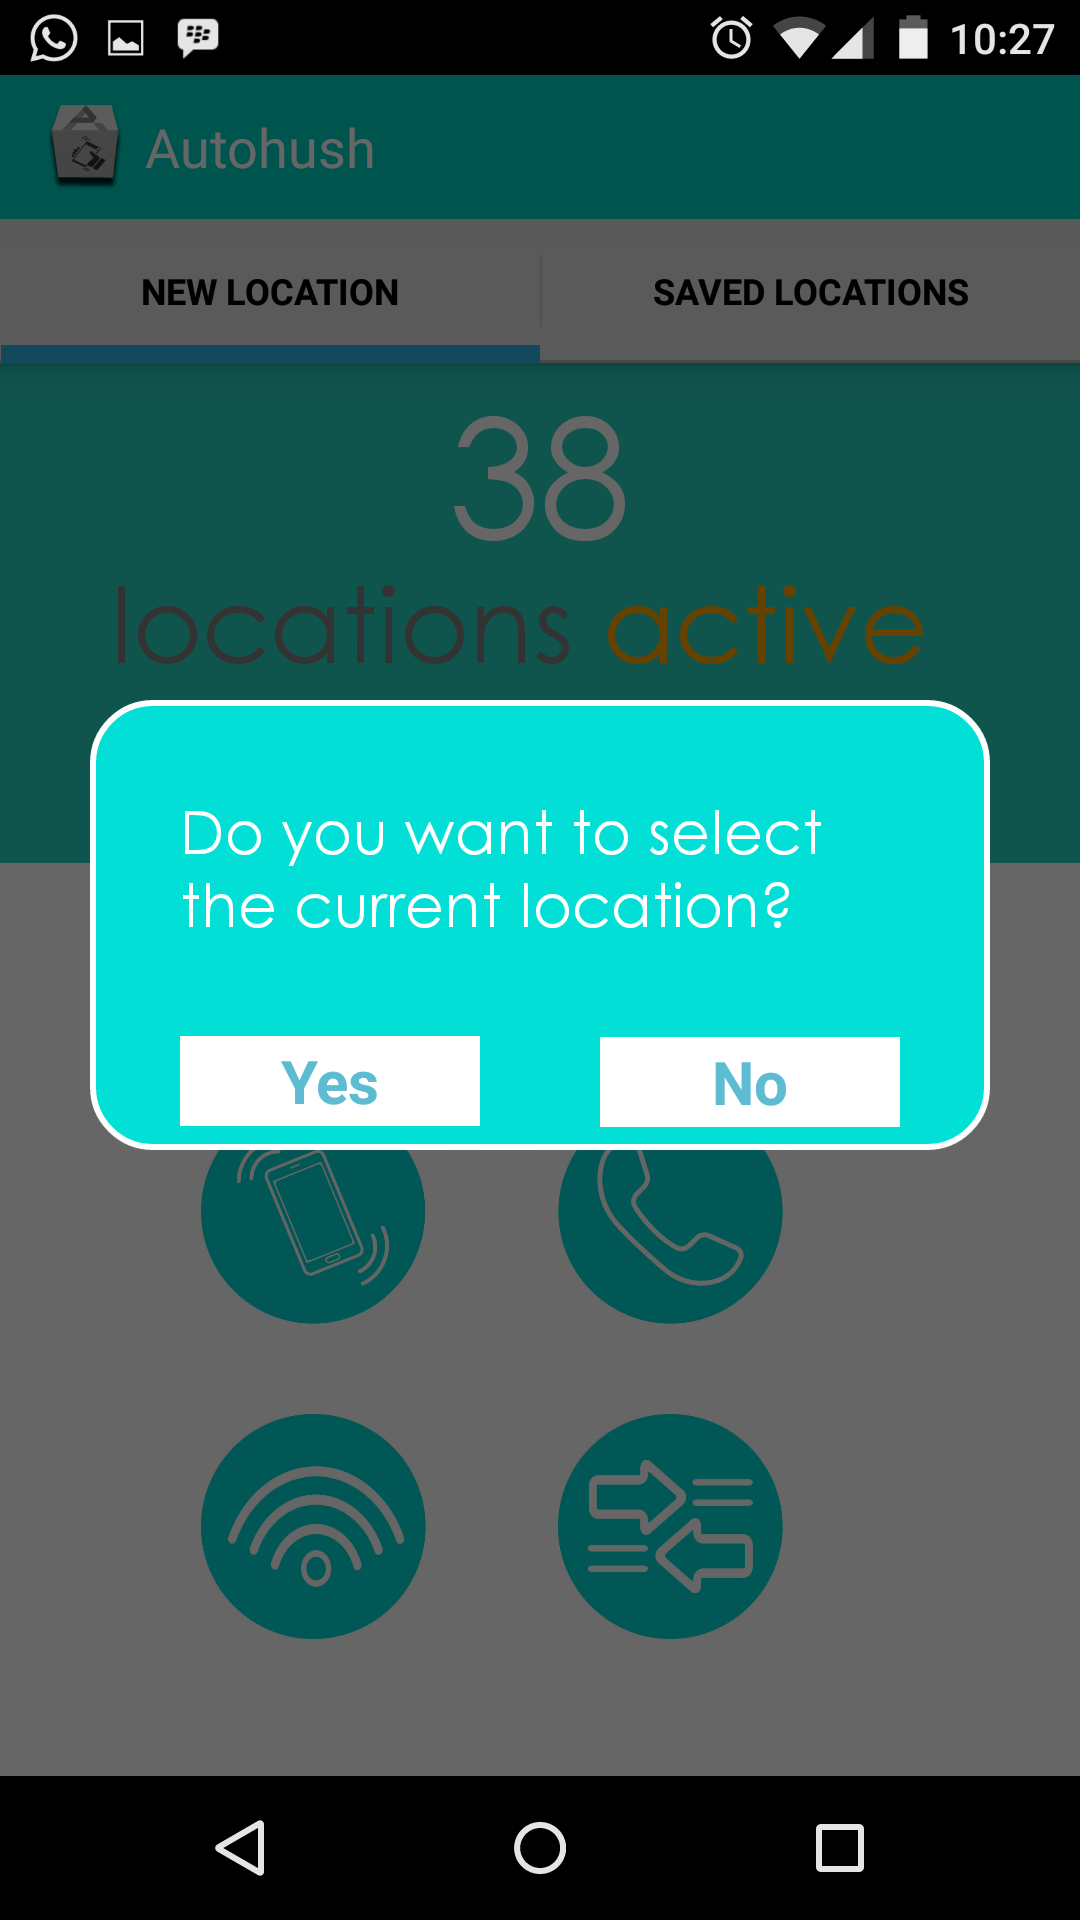 10:27
Autohush
NEW LOCATION
SAVED LOCATIONS
38
locations active
Do you want to select
the current location?
Yes
No